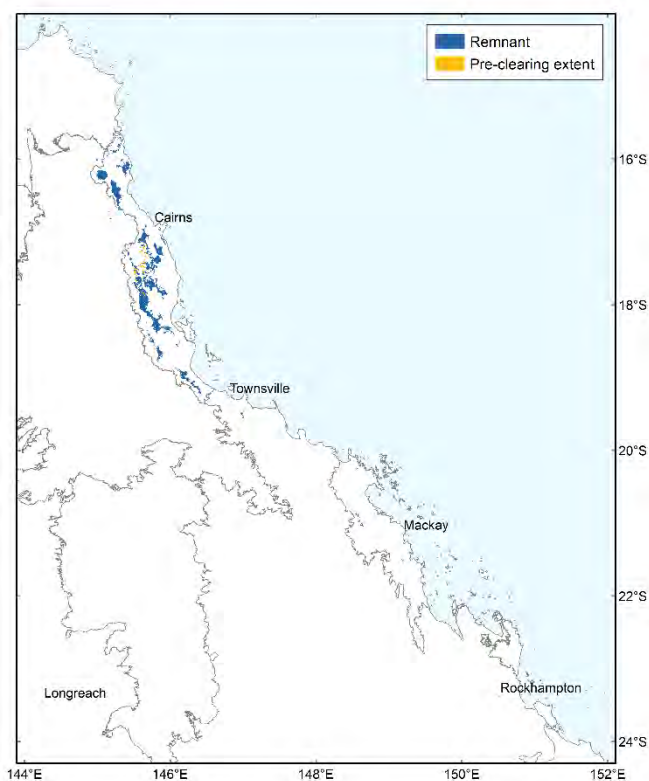 Remnant
Pre-clearing extent
16°S
Cairns
18°S
Townsville
20°S
Mackay
22°S
Longreach
Rockhampton
24°S
144°E
146°E
148°E
150°E
152°E